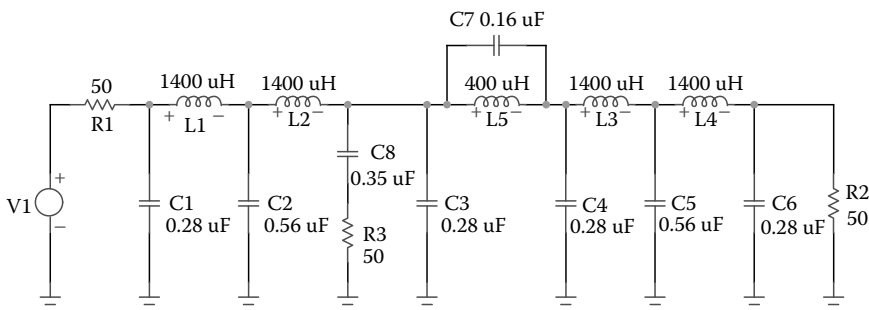 C7 0.16 uF
50
R1
1400 uH
+ L1 −
1400 uH
+ L2 −
400 uH
+ L5 −
1400 uH
+ L3 −
1400 uH
+ L4 −
V1
+
−
C1
0.28 uF
C2
0.56 uF
C8
0.35 uF
R3
50
C3
0.28 uF
C4
0.28 uF
C5
0.56 uF
C6
0.28 uF
R2
50